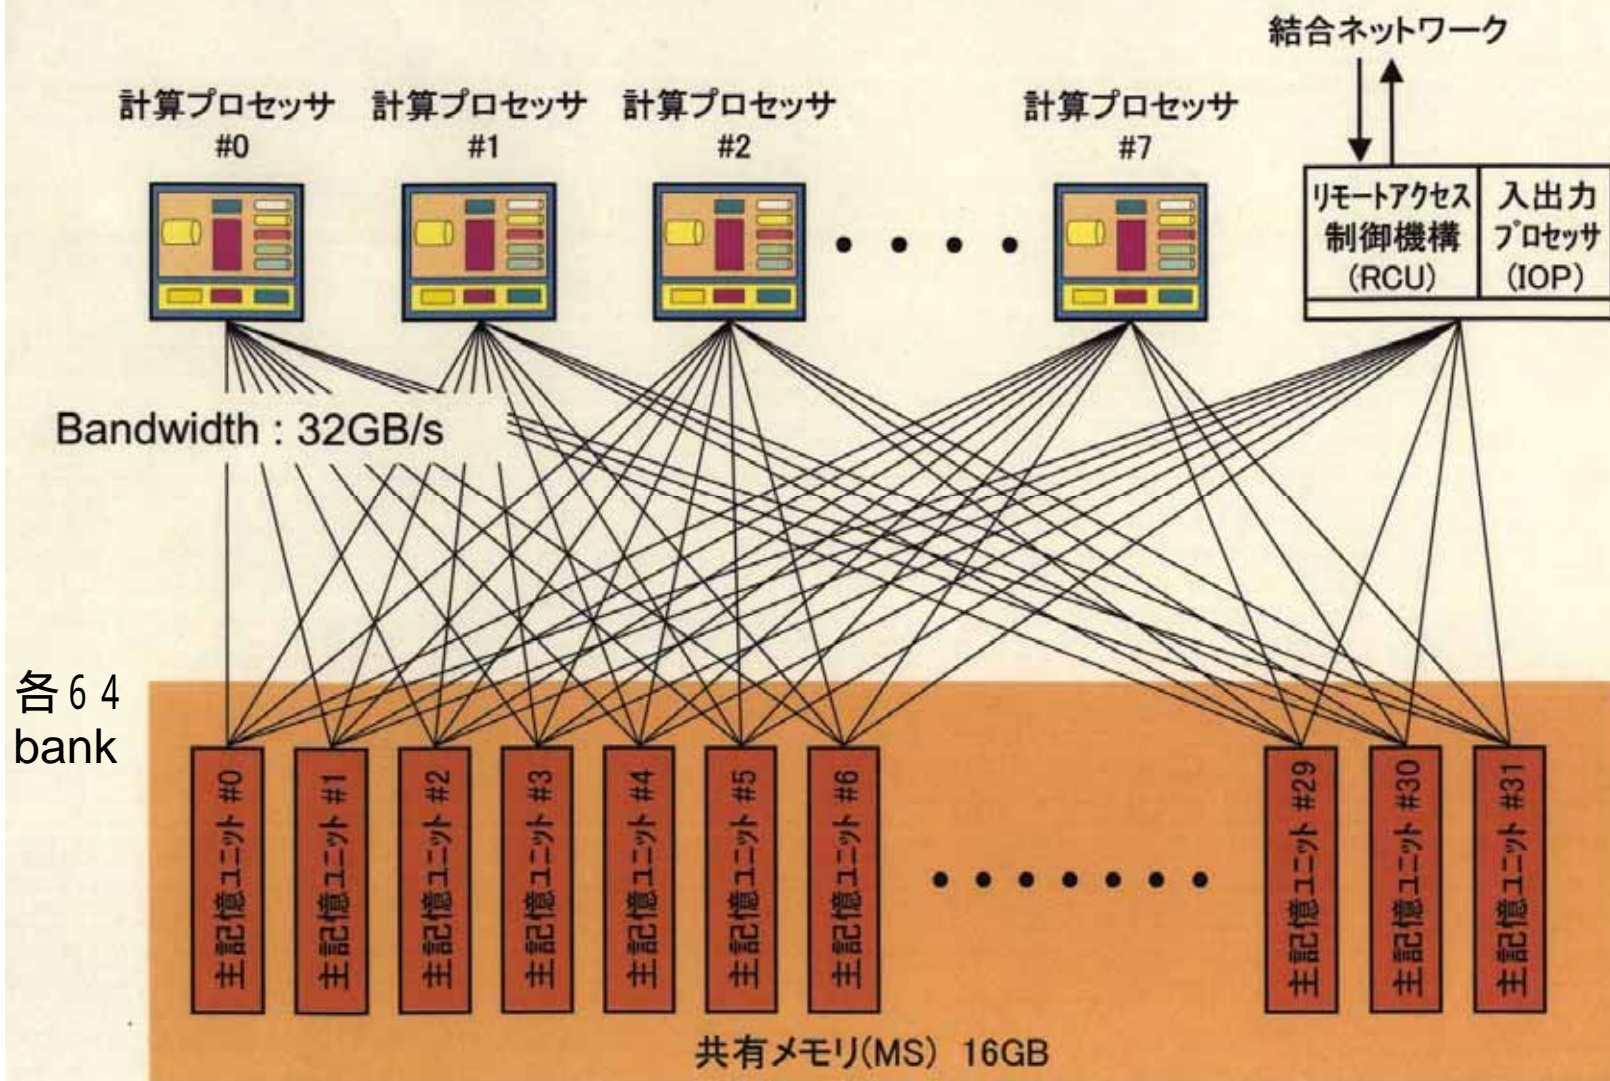 結合ネットワーク
計算プロセッサ
#0
計算プロセッサ
#1
計算プロセッサ
#2
計算プロセッサ
#7
リモートアクセス
制御機構
(RCU)
入出力
プロセッサ
(IOP)
Bandwidth : 32GB/s
各64
bank
主記憶ユニット #0
主記憶ユニット #1
主記憶ユニット #2
主記憶ユニット #3
主記憶ユニット #4
主記憶ユニット #5
主記憶ユニット #6
主記憶ユニット #29
主記憶ユニット #30
主記憶ユニット #31
共有メモリ(MS) 16GB